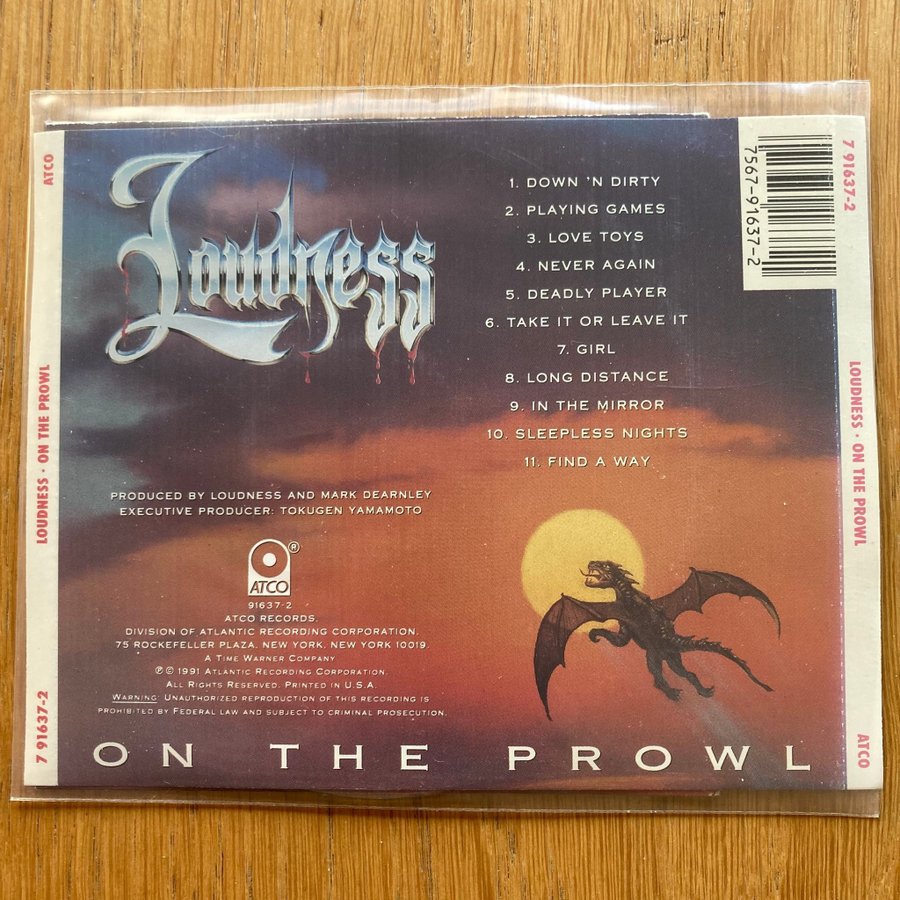 ATCO
LOUDNESS · ON THE PROWL
7 91637-2
Loudness
1. DOWN 'N DIRTY
2. PLAYING GAMES
3. LOVE TOYS
4. NEVER AGAIN
5. DEADLY PLAYER
6. TAKE IT OR LEAVE IT
7. GIRL
8. LONG DISTANCE
9. IN THE MIRROR
10. SLEEPLESS NIGHTS
11. FIND A WAY
7567-91637-2
PRODUCED BY LOUDNESS AND MARK DEARNLEY
EXECUTIVE PRODUCER: TOKUGEN YAMAMOTO
ATCO ®
91637-2
ATCO RECORDS.
DIVISION OF ATLANTIC RECORDING CORPORATION.
75 ROCKEFELLER PLAZA, NEW YORK, NEW YORK 10019.
A TIME WARNER COMPANY
℗ © 1991 ATLANTIC RECORDING CORPORATION.
ALL RIGHTS RESERVED. PRINTED IN U.S.A.
WARNING: UNAUTHORIZED REPRODUCTION OF THIS RECORDING IS
PROHIBITED BY FEDERAL LAW AND SUBJECT TO CRIMINAL PROSECUTION.
ON THE PROWL
7 91637-2
LOUDNESS · ON THE PROWL
ATCO